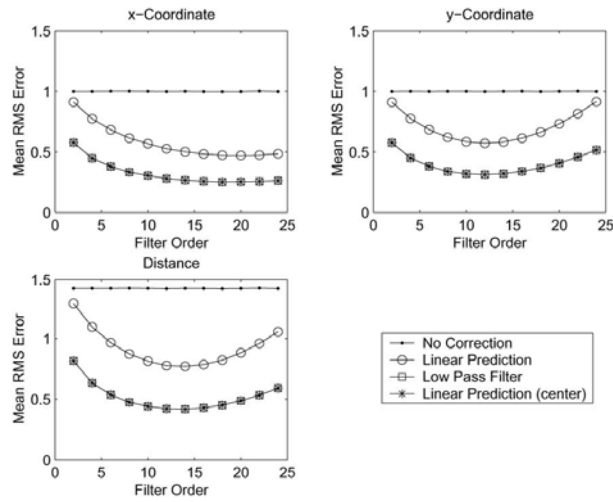 x-Coordinate
1.5
1
0.5
0
Mean RMS Error
0 5 10 15 20 25
Filter Order
y-Coordinate
1.5
1
0.5
0
Mean RMS Error
0 5 10 15 20 25
Filter Order
Distance
1.5
1
0.5
0
Mean RMS Error
0 5 10 15 20 25
Filter Order
No Correction
Linear Prediction
Low Pass Filter
Linear Prediction (center)